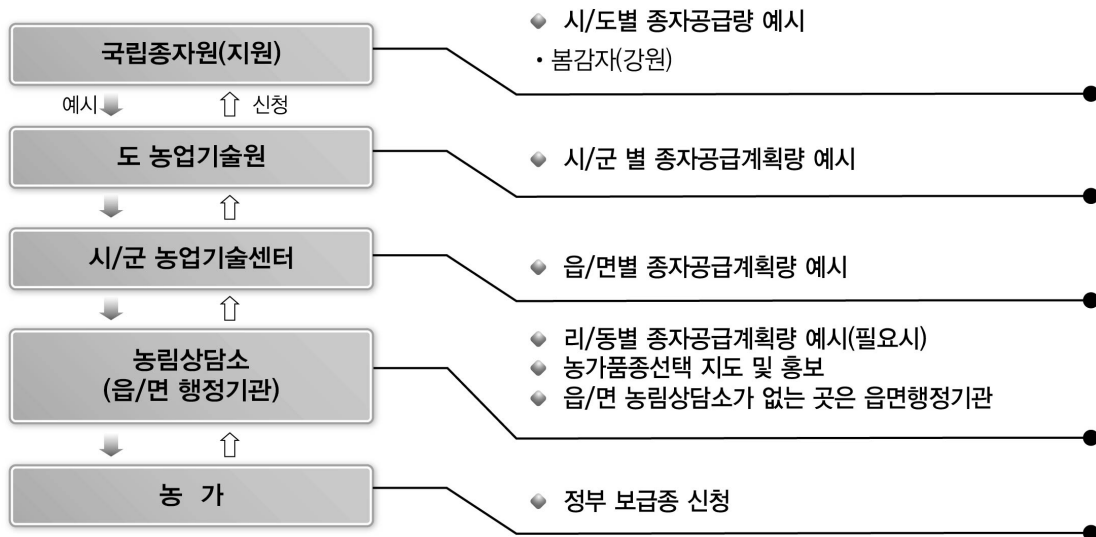 국립종자원(지원)
◆ 시/도별 종자공급량 예시
• 봄감자(강원)
예시 신청
도 농업기술원
◆ 시/군 별 종자공급계획량 예시
시/군 농업기술센터
◆ 읍/면별 종자공급계획량 예시
농림상담소
(읍/면 행정기관)
◆ 리/동별 종자공급계획량 예시(필요시)
◆ 농가품종선택 지도 및 홍보
◆ 읍/면 농림상담소가 없는 곳은 읍면행정기관
농 가
◆ 정부 보급종 신청